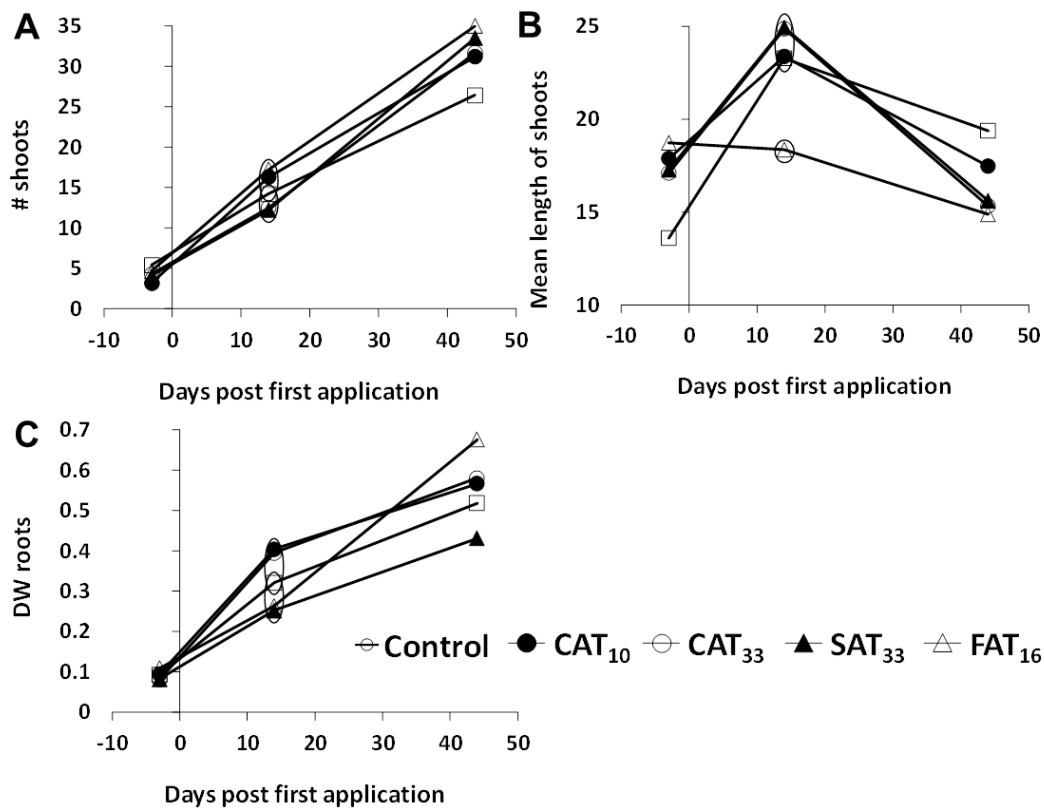 A
# shoots
35
30
25
20
15
10
5
0
-10 0 10 20 30 40 50
Days post first application
B
Mean length of shoots
25
20
15
10
-10 0 10 20 30 40 50
Days post first application
C
DW roots
0.7
0.6
0.5
0.4
0.3
0.2
0.1
0
-10 0 10 20 30 40 50
Days post first application
Control CAT10 CAT33 SAT33 FAT16